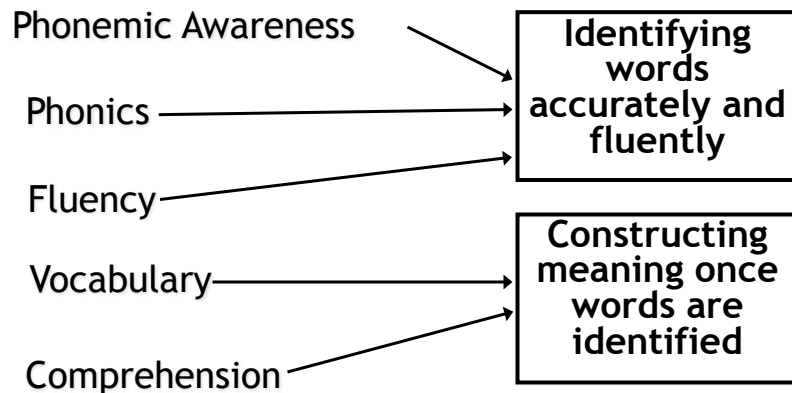 Phonemic Awareness
Phonics
Fluency
Vocabulary
Comprehension
Identifying
words
accurately and
fluently
Constructing
meaning once
words are
identified